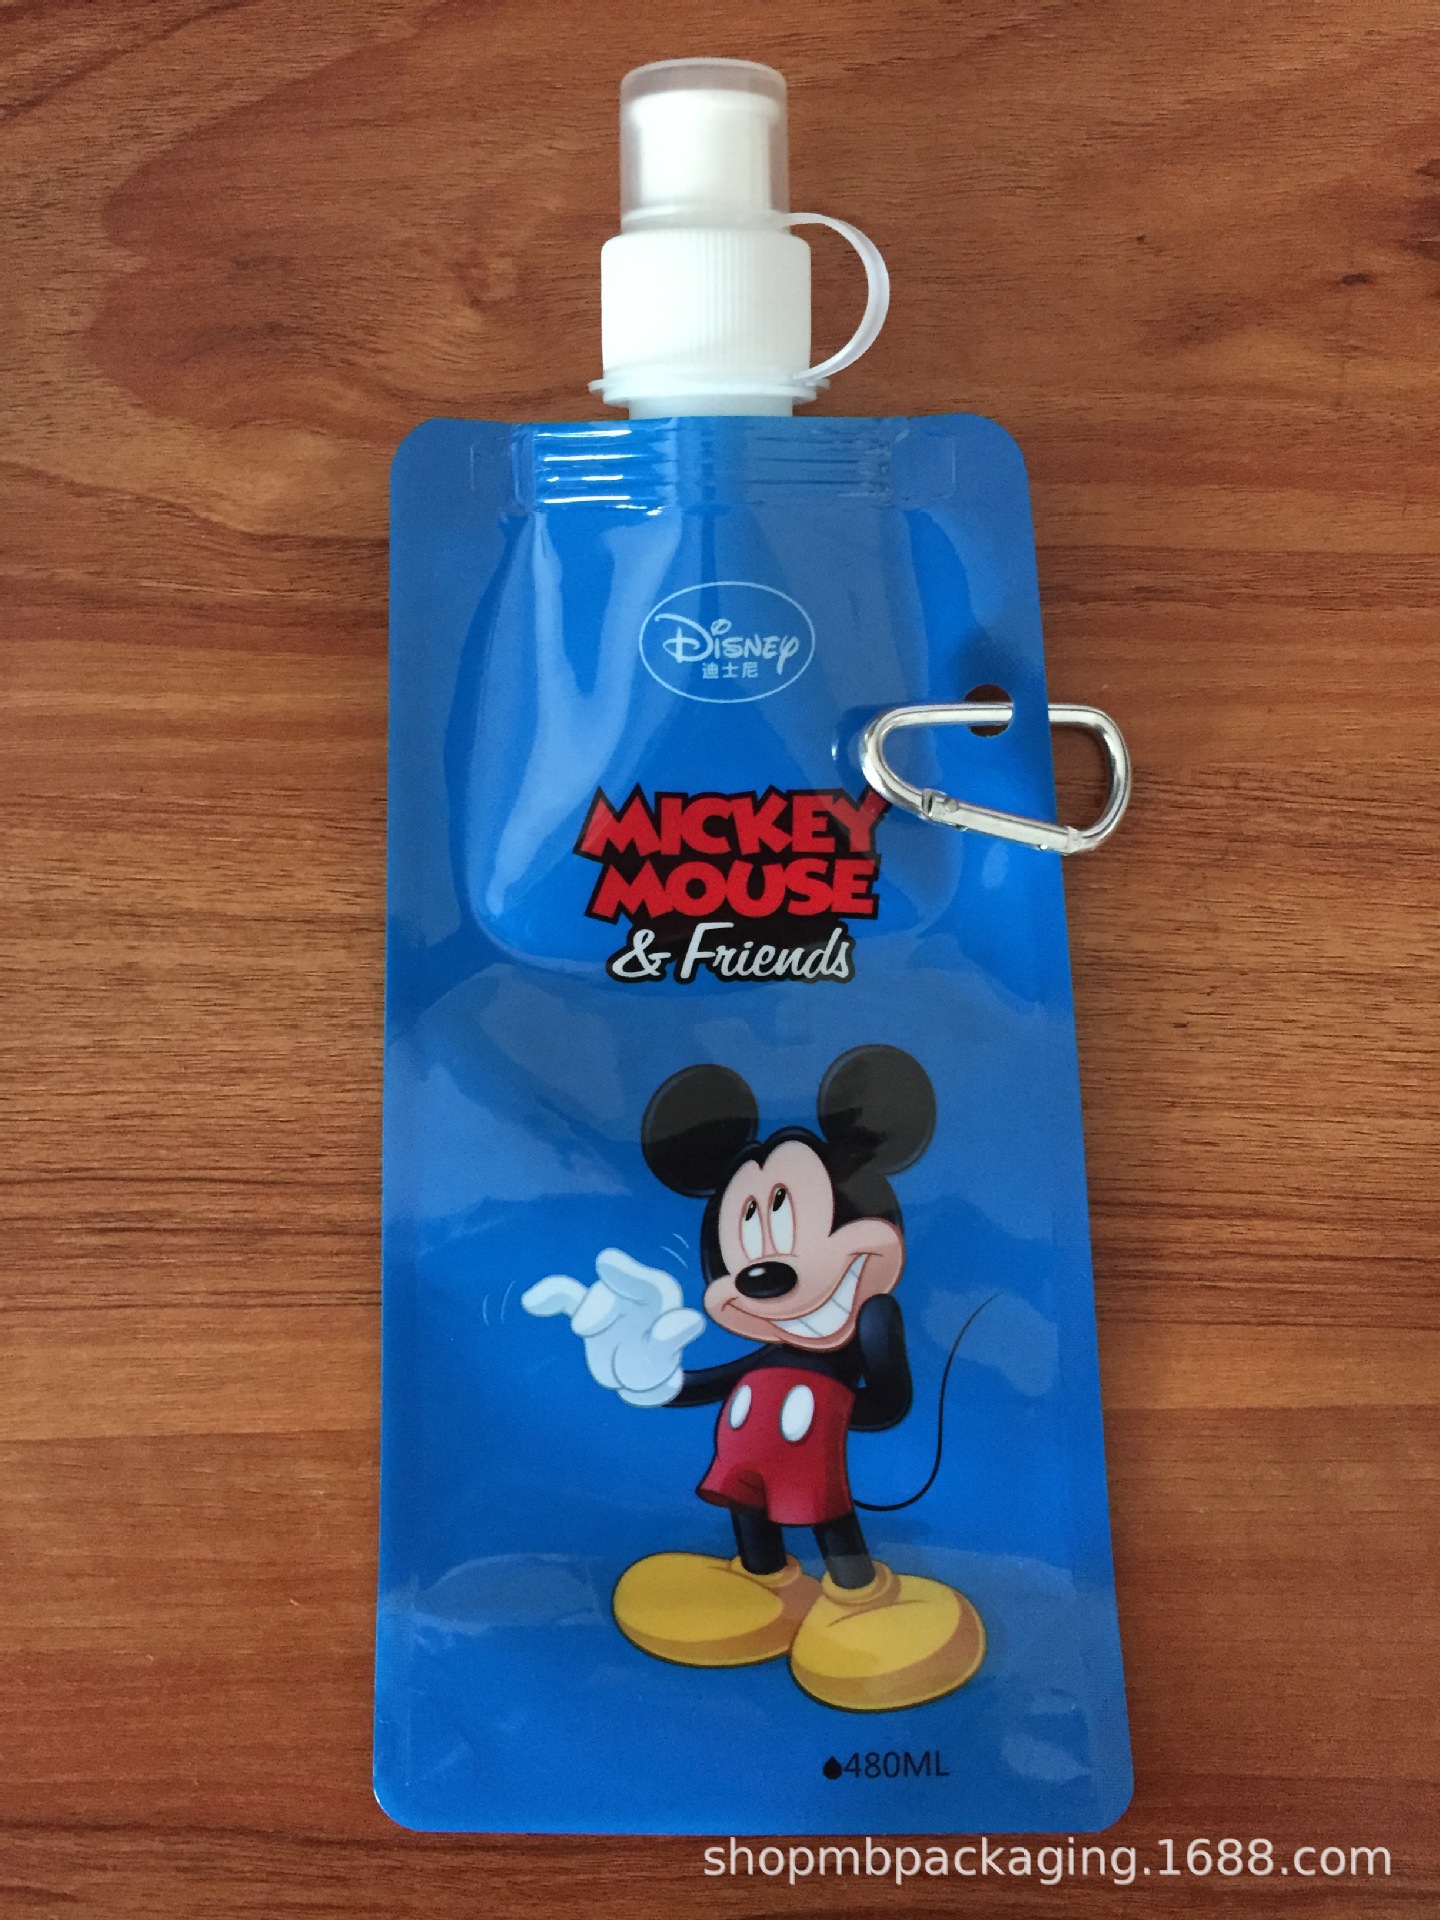 Disney
迪士尼
MICKEY
MOUSE
& Friends
480ML
shopmbpackaging.1688.com